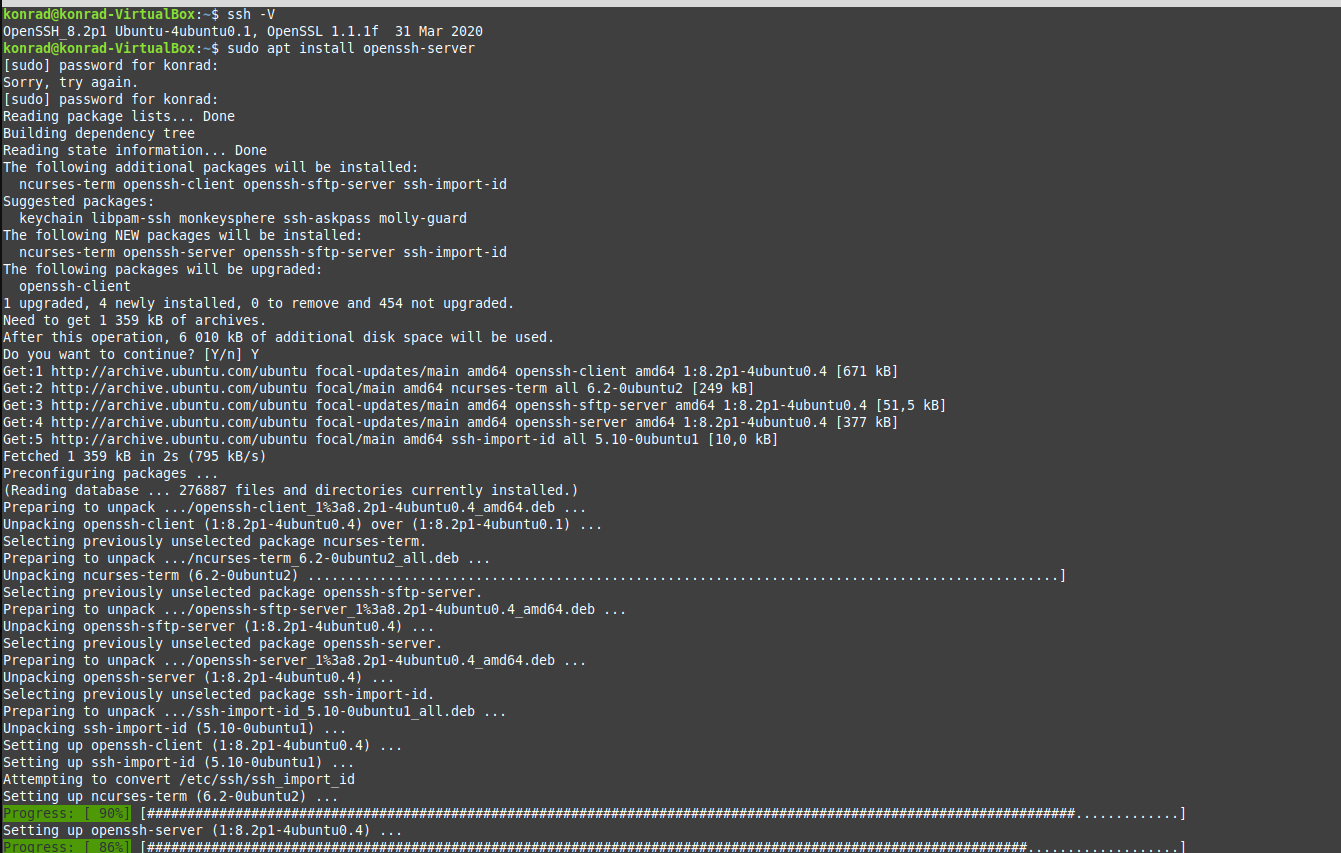 konrad@konrad-VirtualBox:~$ ssh -V
OpenSSH_8.2p1 Ubuntu-4ubuntu0.1, OpenSSL 1.1.1f  31 Mar 2020
konrad@konrad-VirtualBox:~$ sudo apt install openssh-server
[sudo] password for konrad:
Sorry, try again.
[sudo] password for konrad:
Reading package lists... Done
Building dependency tree
Reading state information... Done
The following additional packages will be installed:
  ncurses-term openssh-client openssh-sftp-server ssh-import-id
Suggested packages:
  keychain libpam-ssh monkeysphere ssh-askpass molly-guard
The following NEW packages will be installed:
  ncurses-term openssh-server openssh-sftp-server ssh-import-id
The following packages will be upgraded:
  openssh-client
1 upgraded, 4 newly installed, 0 to remove and 454 not upgraded.
Need to get 1 359 kB of archives.
After this operation, 6 010 kB of additional disk space will be used.
Do you want to continue? [Y/n] Y
Get:1 http://archive.ubuntu.com/ubuntu focal-updates/main amd64 openssh-client amd64 1:8.2p1-4ubuntu0.4 [671 kB]
Get:2 http://archive.ubuntu.com/ubuntu focal/main amd64 ncurses-term all 6.2-0ubuntu2 [249 kB]
Get:3 http://archive.ubuntu.com/ubuntu focal-updates/main amd64 openssh-sftp-server amd64 1:8.2p1-4ubuntu0.4 [51,5 kB]
Get:4 http://archive.ubuntu.com/ubuntu focal-updates/main amd64 openssh-server amd64 1:8.2p1-4ubuntu0.4 [377 kB]
Get:5 http://archive.ubuntu.com/ubuntu focal/main amd64 ssh-import-id all 5.10-0ubuntu1 [10,0 kB]
Fetched 1 359 kB in 2s (795 kB/s)
Preconfiguring packages ...
(Reading database ... 276887 files and directories currently installed.)
Preparing to unpack .../openssh-client_1%3a8.2p1-4ubuntu0.4_amd64.deb ...
Unpacking openssh-client (1:8.2p1-4ubuntu0.4) over (1:8.2p1-4ubuntu0.1) ...
Selecting previously unselected package ncurses-term.
Preparing to unpack .../ncurses-term_6.2-0ubuntu2_all.deb ...
Unpacking ncurses-term (6.2-0ubuntu2) ..............................................................................................]
Selecting previously unselected package openssh-sftp-server.
Preparing to unpack .../openssh-sftp-server_1%3a8.2p1-4ubuntu0.4_amd64.deb ...
Unpacking openssh-sftp-server (1:8.2p1-4ubuntu0.4) ...
Selecting previously unselected package openssh-server.
Preparing to unpack .../openssh-server_1%3a8.2p1-4ubuntu0.4_amd64.deb ...
Unpacking openssh-server (1:8.2p1-4ubuntu0.4) ...
Selecting previously unselected package ssh-import-id.
Preparing to unpack .../ssh-import-id_5.10-0ubuntu1_all.deb ...
Unpacking ssh-import-id (5.10-0ubuntu1) ...
Setting up openssh-client (1:8.2p1-4ubuntu0.4) ...
Setting up ssh-import-id (5.10-0ubuntu1) ...
Attempting to convert /etc/ssh/ssh_import_id
Setting up ncurses-term (6.2-0ubuntu2) ...
Progress: [ 90%] [####################################################################################################################.............]
Setting up openssh-server (1:8.2p1-4ubuntu0.4) ...
Progress: [ 86%] [##############################################################################################################...................]